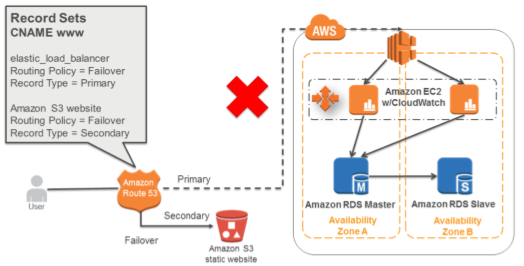 Record Sets
CNAME www
elastic_load_balancer
Routing Policy = Failover
Record Type = Primary
Amazon S3 website
Routing Policy = Failover
Record Type = Secondary
AWS
Amazon EC2
w/CloudWatch
User
Amazon
Route 53
Primary
Secondary
Failover
Amazon S3
static website
M
S
Amazon RDS Master
Amazon RDS Slave
Availability
Zone A
Availability
Zone B